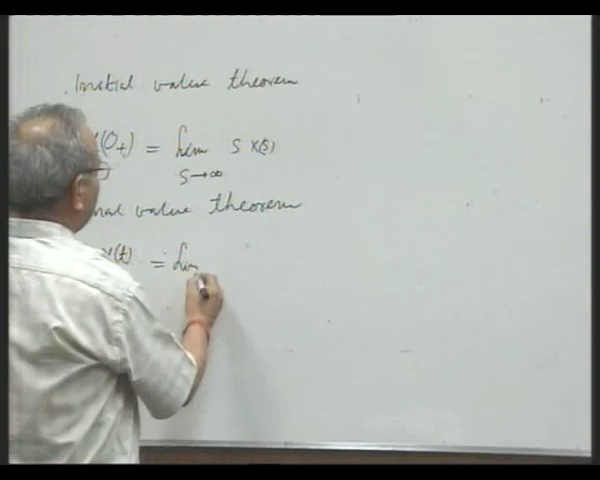 Initial value theorem
(0+) = lim s X(s)
s→∞
nal value theorem
x(t) = lim